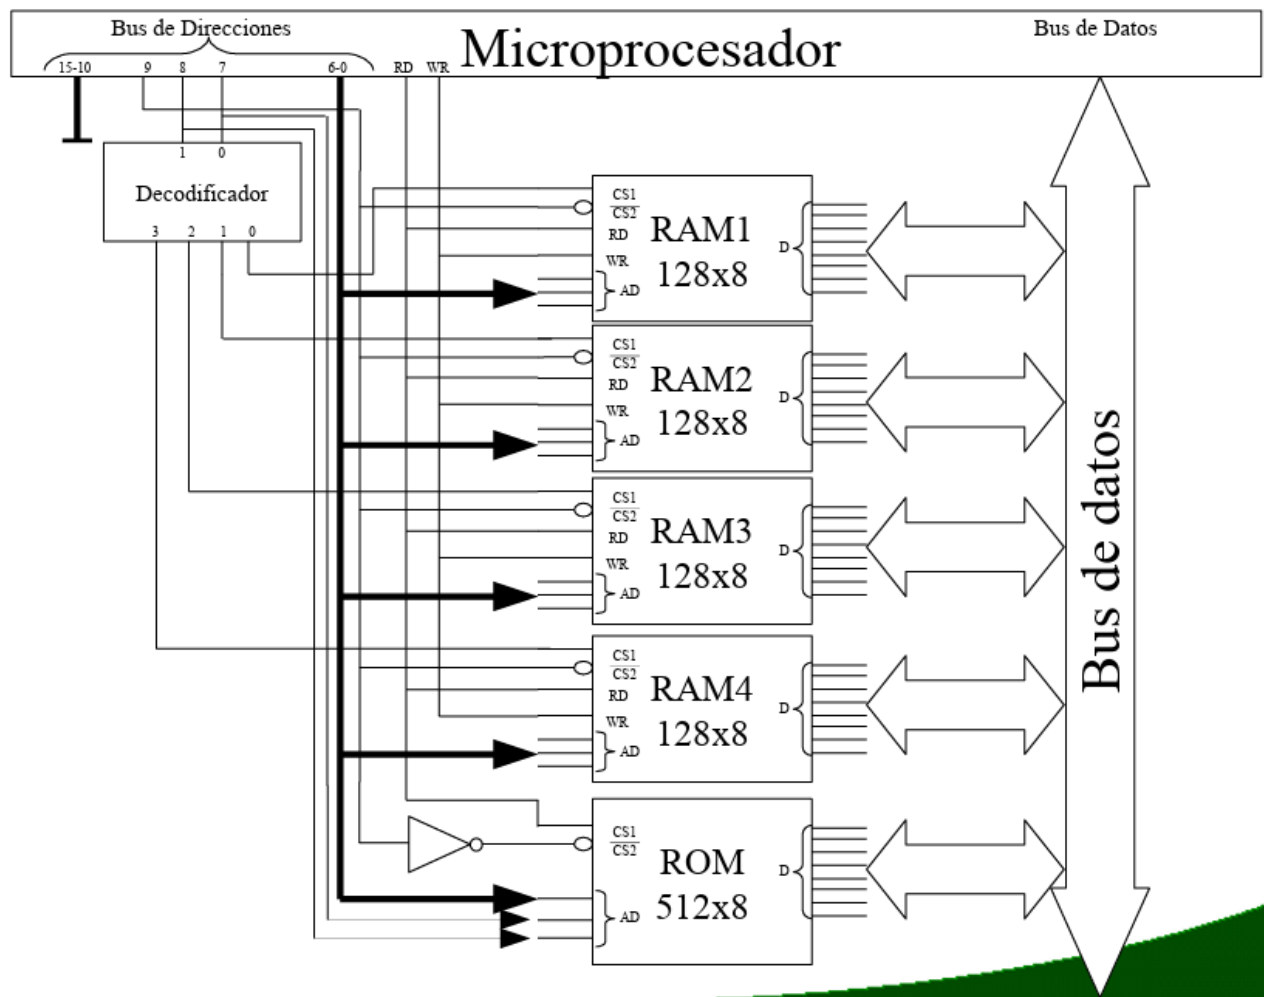 Bus de Direcciones
Microprocesador
Bus de Datos
15-10 9 8 7 6-0 RD WR
1 0
Decodificador
3 2 1 0
CS1
CS2
RD
WR
AD
RAM1
128x8
D
CS1
CS2
RD
WR
AD
RAM2
128x8
D
CS1
CS2
RD
WR
AD
RAM3
128x8
D
CS1
CS2
RD
WR
AD
RAM4
128x8
D
CS1
CS2
AD
ROM
512x8
D
Bus de datos